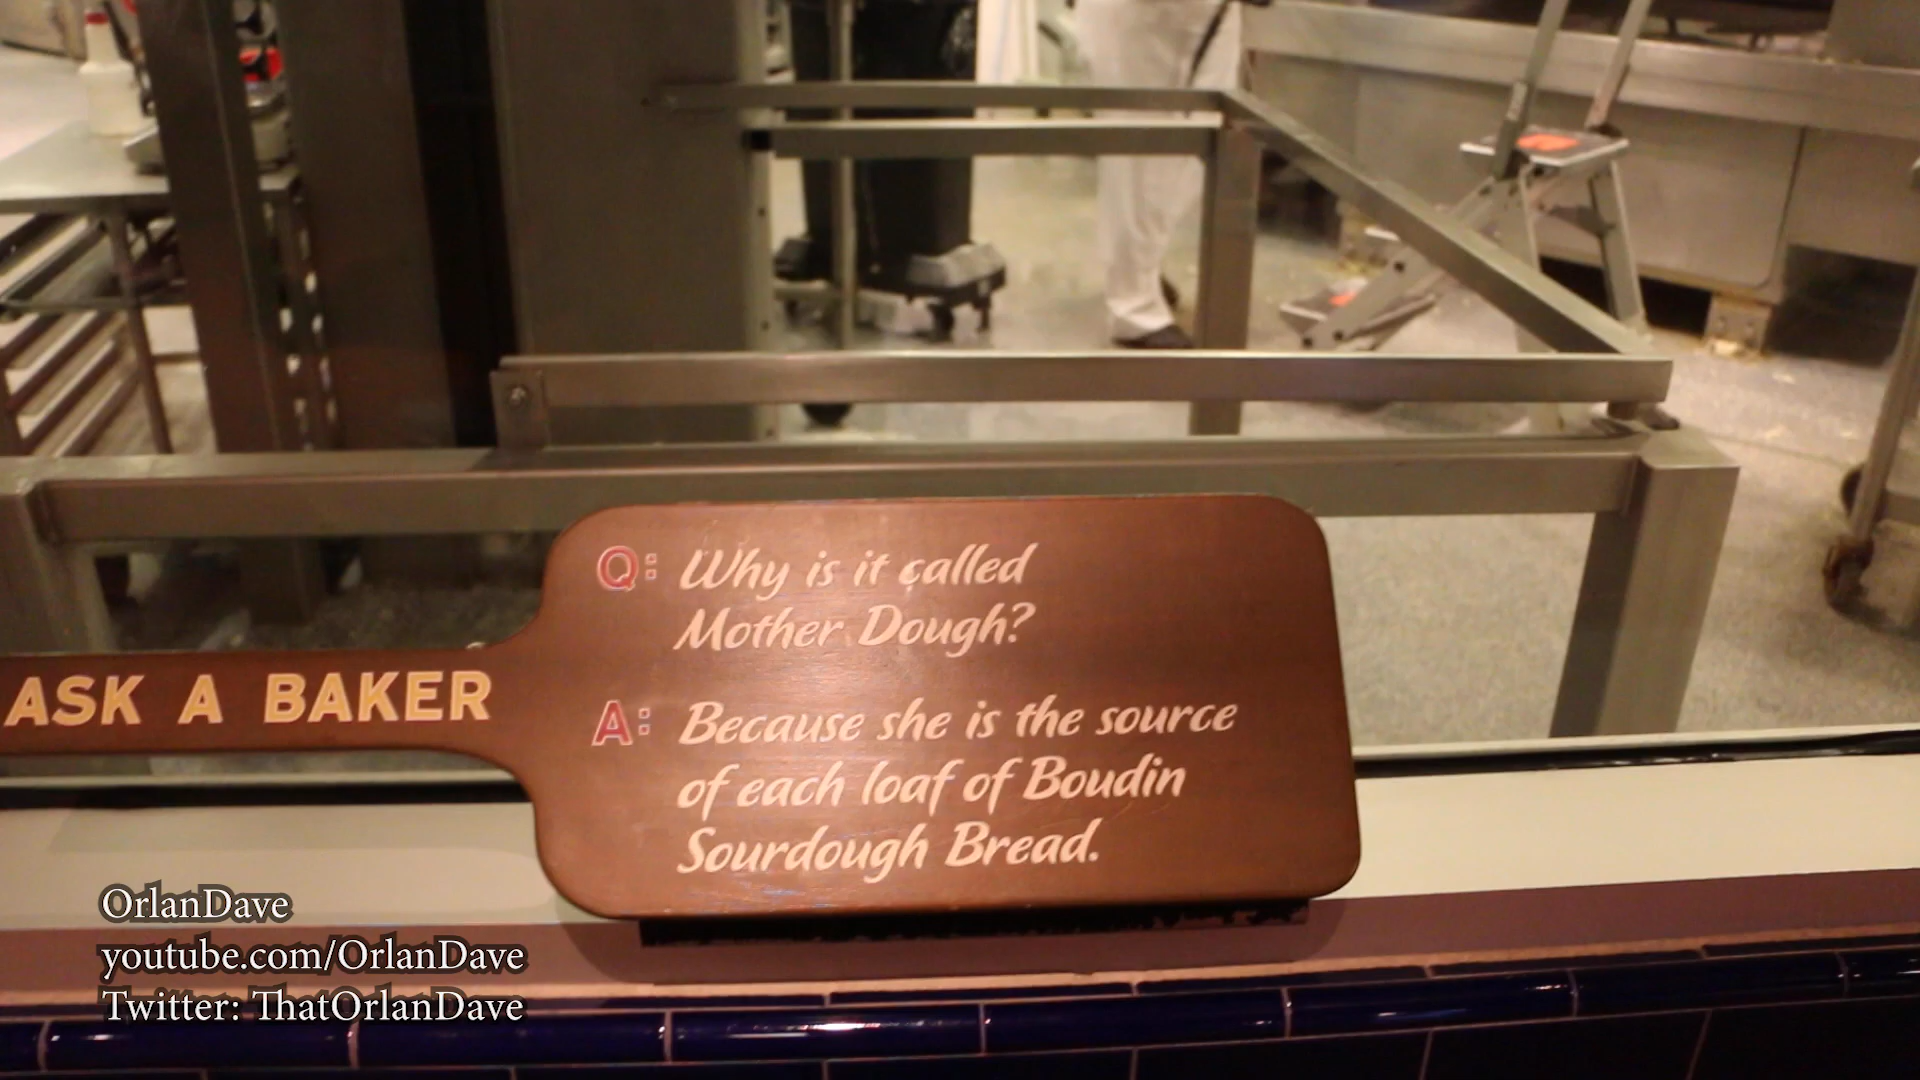 Q: Why is it called
Mother Dough?
ASK A BAKER
A: Because she is the source
of each loaf of Boudin
Sourdough Bread.
OrlanDave
youtube.com/OrlanDave
Twitter: ThatOrlanDave